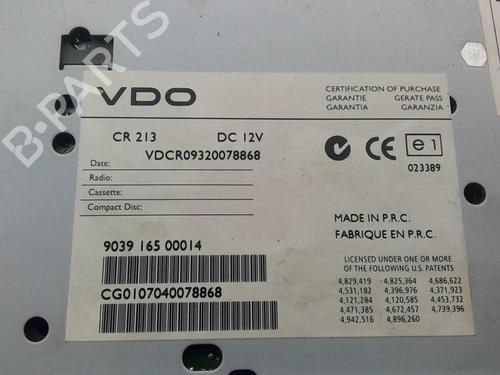 VDO
CERTIFICATION OF PURCHASE
GARANTIE GERATE PASS
GARANTIA GARANZIA
CR 213 DC 12V
VDCR09320078868
Date:
Radio:
Cassette:
Compact Disc:
CE e1
023389
MADE IN P.R.C.
FABRIQUE EN P.R.C.
9039 165 00014
CG0107040078868
LICENSED UNDER ONE OR MORE
OF THE FOLLOWING U.S. PATENTS
4,829,419 4,825,364 4,686,622
4,531,182 4,396,976 4,371,923
4,121,284 4,120,585 4,453,732
4,471,385 4,672,457 4,739,396
4,942,516 4,896,260
B-PARTS